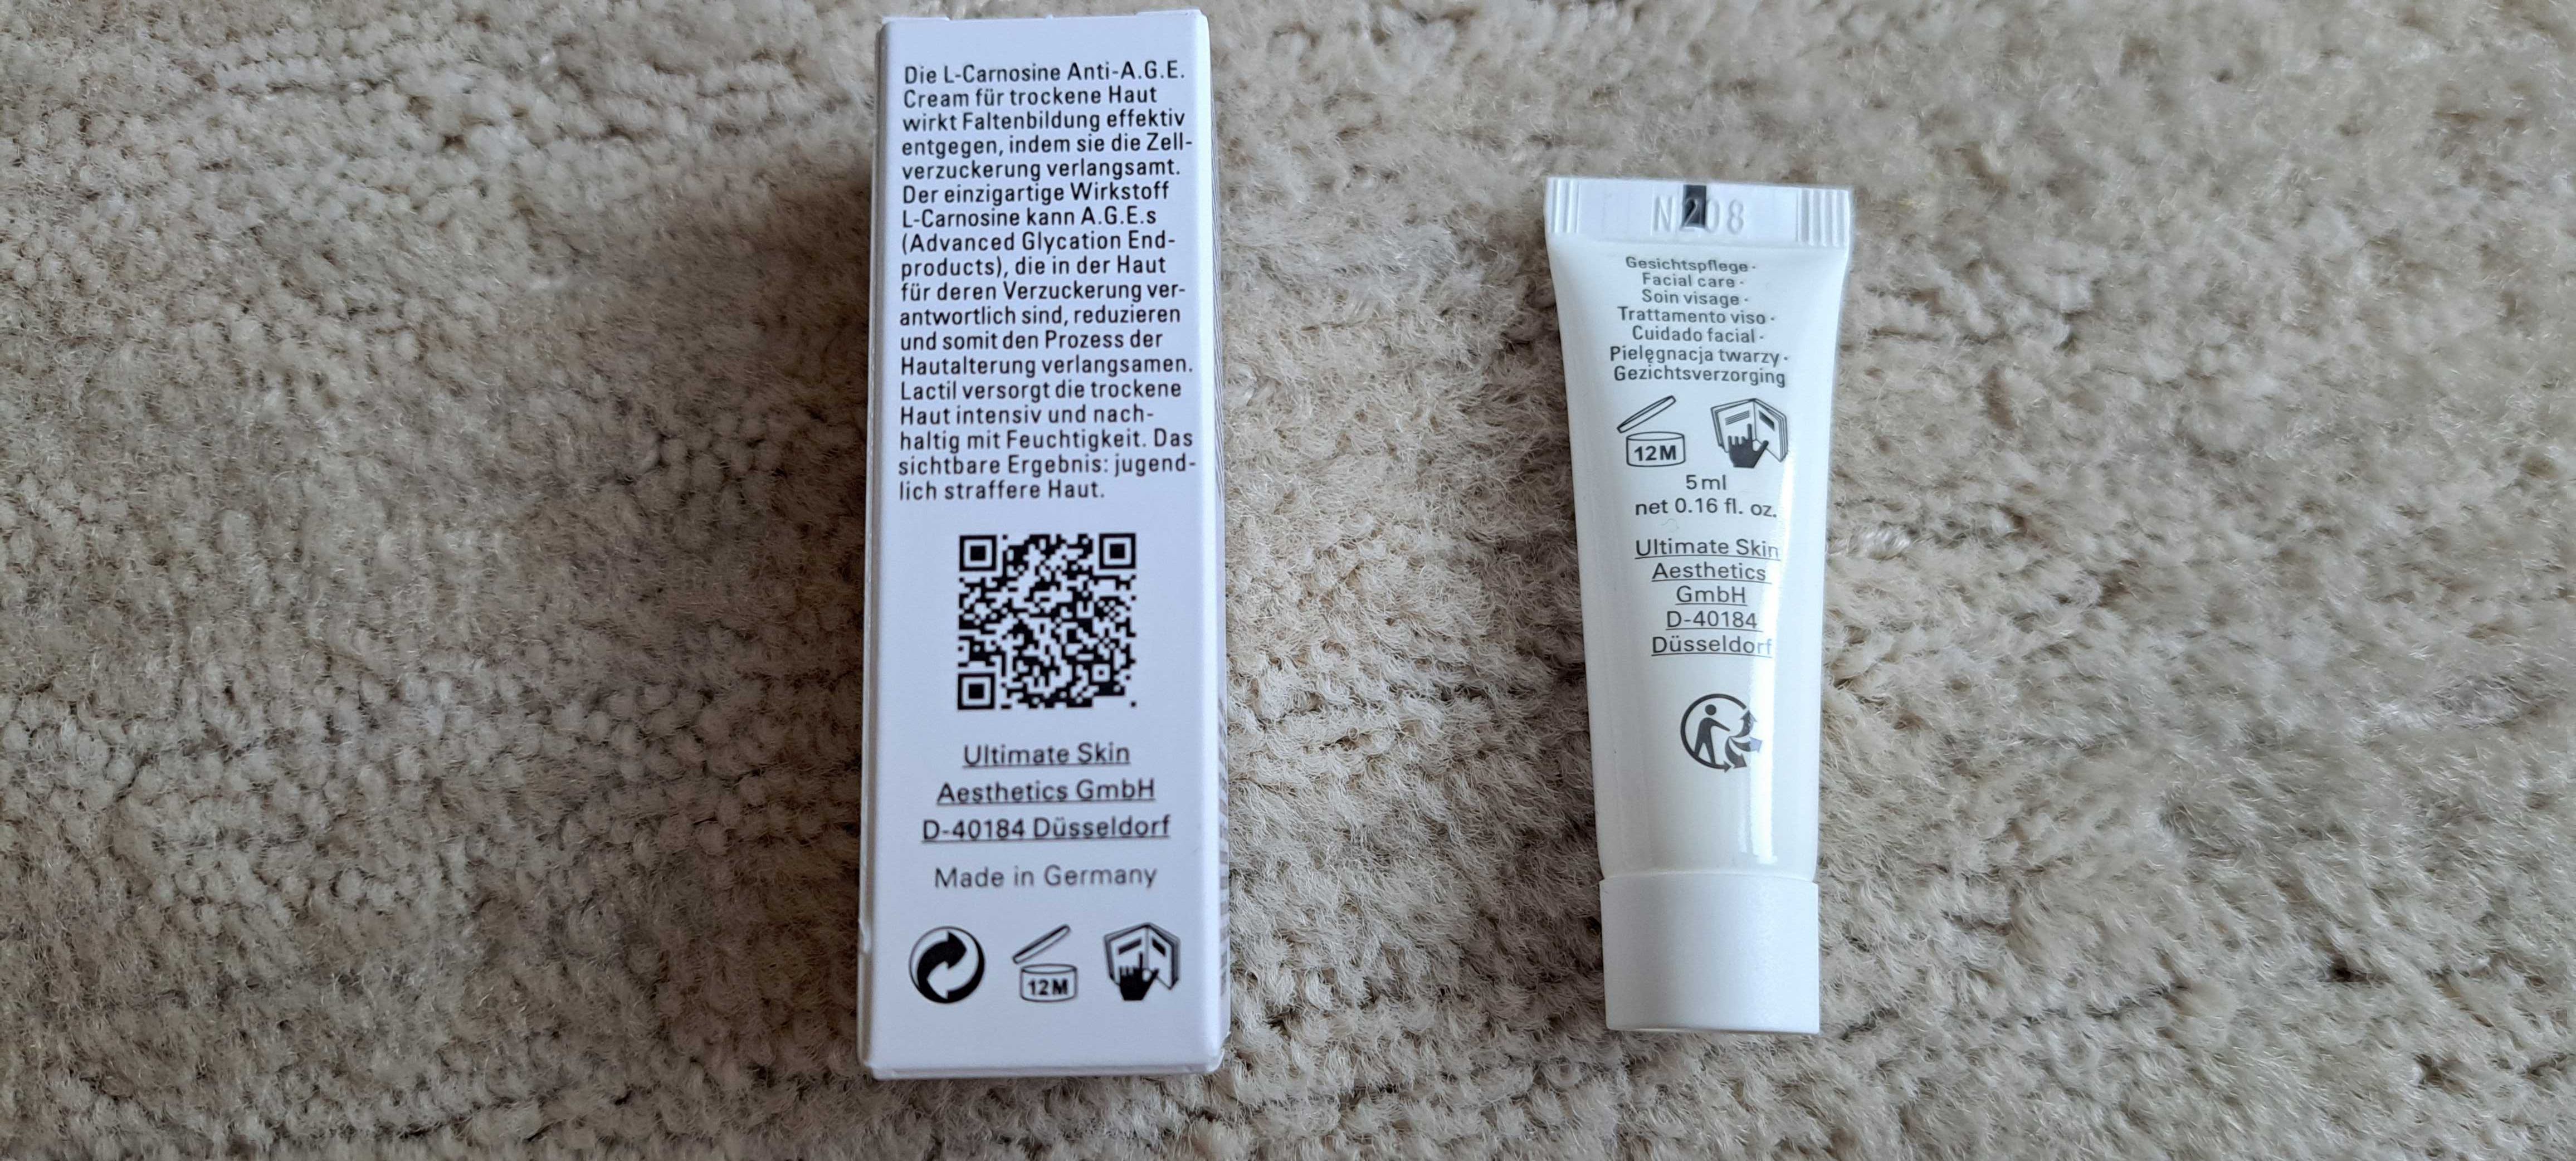 Die L-Carnosine Anti-A.G.E.
Cream für trockene Haut
wirkt Faltenbildung effektiv
entgegen, indem sie die Zell-
verzuckerung verlangsamt.
Der einzigartige Wirkstoff
L-Carnosine kann A.G.E.s
(Advanced Glycation End-
products), die in der Haut
für deren Verzuckerung ver-
antwortlich sind, reduzieren
und somit den Prozess der
Hautalterung verlangsamen.
Lactil versorgt die trockene
Haut intensiv und nach-
haltig mit Feuchtigkeit. Das
sichtbare Ergebnis: jugend-
lich straffere Haut.
Ultimate Skin
Aesthetics GmbH
D-40184 Düsseldorf
Made in Germany
12M
N208
Gesichtspflege ·
Facial care ·
Soin visage ·
Trattamento viso ·
Cuidado facial ·
Pielęgnacja twarzy ·
Gezichtsverzorging
12M
5 ml
net 0.16 fl. oz.
Ultimate Skin
Aesthetics
GmbH
D-40184
Düsseldorf